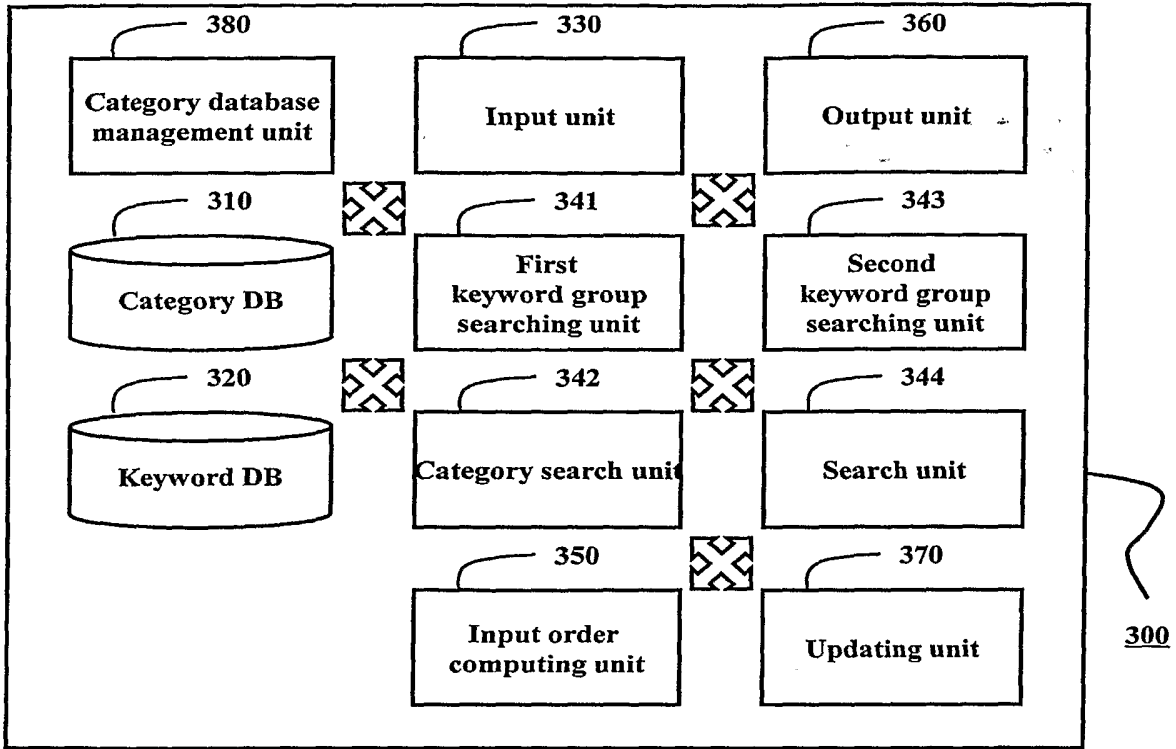 380
330
360
Category database
management unit
Input unit
Output unit
310
341
343
Category DB
First
keyword group
searching unit
Second
keyword group
searching unit
320
342
344
Keyword DB
Category search unit
Search unit
350
370
Input order
computing unit
Updating unit
300